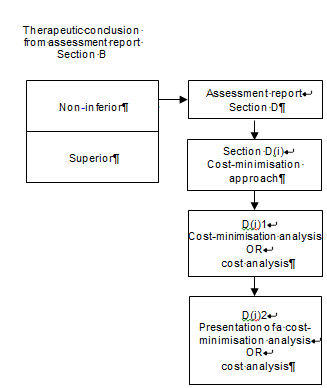 Therapeutic conclusion
from assessment report
Section B
Non-inferior¶
Superior¶
Assessment report↵
Section D¶
Section D(i)↵
Cost-minimisation
approach¶
D(i)1↵
Cost-minimisation analysis
OR↵
cost analysis¶
D(i)2↵
Presentation of a cost-
minimisation analysis↵
OR↵
cost analysis¶